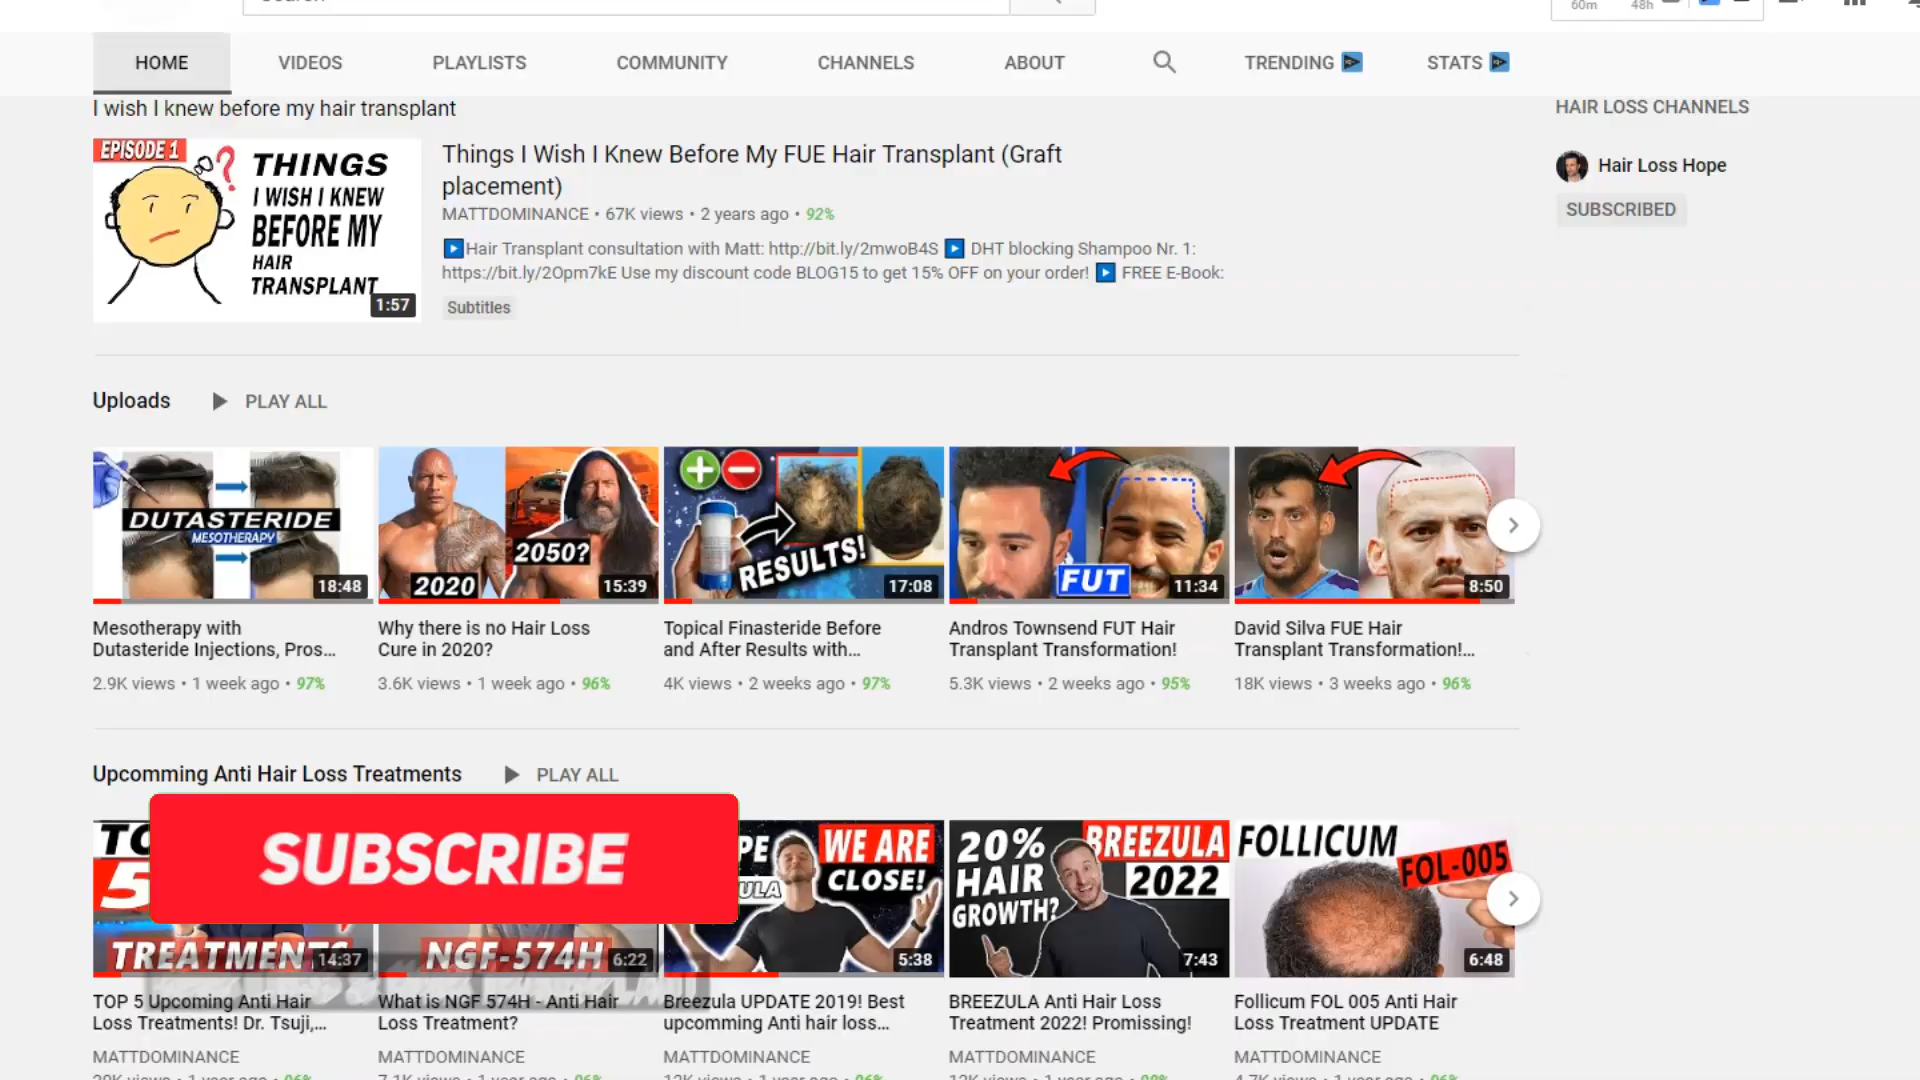 60m
48h
HOME
VIDEOS
PLAYLISTS
COMMUNITY
CHANNELS
ABOUT
TRENDING
STATS
I wish I knew before my hair transplant
HAIR LOSS CHANNELS
Hair Loss Hope
SUBSCRIBED
EPISODE 1
THINGS
I WISH I KNEW
BEFORE MY
HAIR
TRANSPLANT
1:57
Things I Wish I Knew Before My FUE Hair Transplant (Graft
placement)
MATTDOMINANCE • 67K views • 2 years ago • 92%
Hair Transplant consultation with Matt: http://bit.ly/2mwoB4S DHT blocking Shampoo Nr. 1:
https://bit.ly/2Opm7kE Use my discount code BLOG15 to get 15% OFF on your order! FREE E-Book:
Subtitles
Uploads
PLAY ALL
DUTASTERIDE
MESOTHERAPY
18:48
2020
2050?
15:39
RESULTS!
17:08
FUT
11:34
8:50
Mesotherapy with
Dutasteride Injections, Pros...
2.9K views • 1 week ago • 97%
Why there is no Hair Loss
Cure in 2020?
3.6K views • 1 week ago • 96%
Topical Finasteride Before
and After Results with...
4K views • 2 weeks ago • 97%
Andros Townsend FUT Hair
Transplant Transformation!
5.3K views • 2 weeks ago • 95%
David Silva FUE Hair
Transplant Transformation!...
18K views • 3 weeks ago • 96%
Upcomming Anti Hair Loss Treatments
PLAY ALL
SUBSCRIBE
TO
5
TREATMENTS
14:37
NGF-574H
6:22
WE ARE
CLOSE!
5:38
20%
HAIR
GROWTH?
BREEZULA
2022
7:43
FOLLICUM
FOL-005
6:48
TOP 5 Upcoming Anti Hair
Loss Treatments! Dr. Tsuji,...
MATTDOMINANCE
What is NGF 574H - Anti Hair
Loss Treatment?
MATTDOMINANCE
Breezula UPDATE 2019! Best
upcomming Anti hair loss...
MATTDOMINANCE
BREEZULA Anti Hair Loss
Treatment 2022! Promissing!
MATTDOMINANCE
Follicum FOL 005 Anti Hair
Loss Treatment UPDATE
MATTDOMINANCE